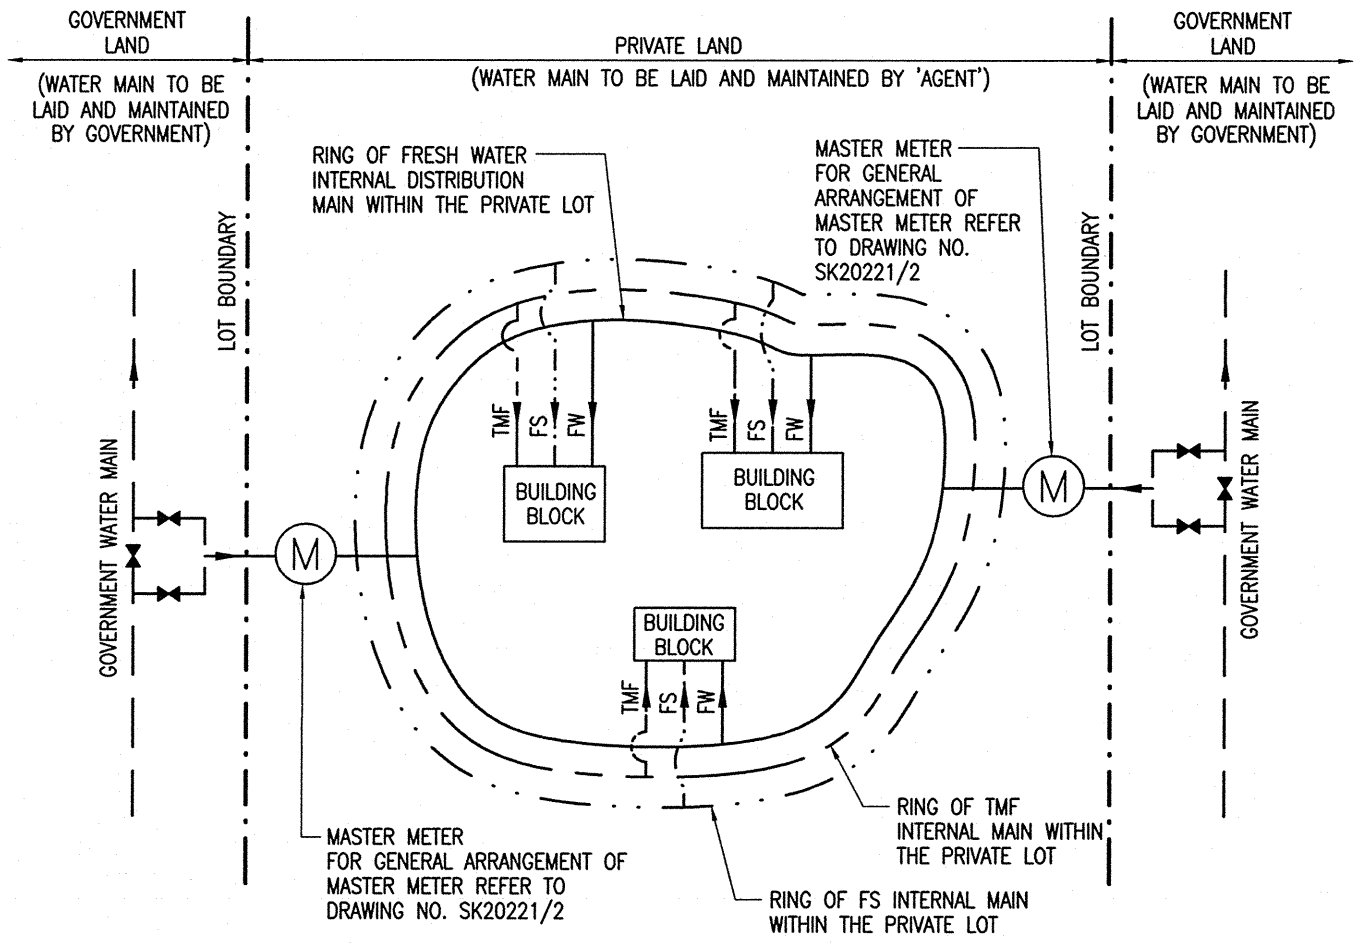 GOVERNMENT
LAND
PRIVATE LAND
GOVERNMENT
LAND
(WATER MAIN TO BE
LAID AND MAINTAINED
BY GOVERNMENT)
(WATER MAIN TO BE LAID AND MAINTAINED BY 'AGENT')
(WATER MAIN TO BE
LAID AND MAINTAINED
BY GOVERNMENT)
RING OF FRESH WATER
INTERNAL DISTRIBUTION
MAIN WITHIN THE PRIVATE LOT
MASTER METER
FOR GENERAL
ARRANGEMENT OF
MASTER METER REFER
TO DRAWING NO.
SK20221/2
LOT BOUNDARY
LOT BOUNDARY
TMF
FS
FW
TMF
FS
FW
BUILDING
BLOCK
BUILDING
BLOCK
GOVERNMENT WATER MAIN
M
M
GOVERNMENT WATER MAIN
BUILDING
BLOCK
TMF
FS
FW
RING OF TMF
INTERNAL MAIN WITHIN
THE PRIVATE LOT
MASTER METER
FOR GENERAL ARRANGEMENT OF
MASTER METER REFER TO
DRAWING NO. SK20221/2
RING OF FS INTERNAL MAIN
WITHIN THE PRIVATE LOT